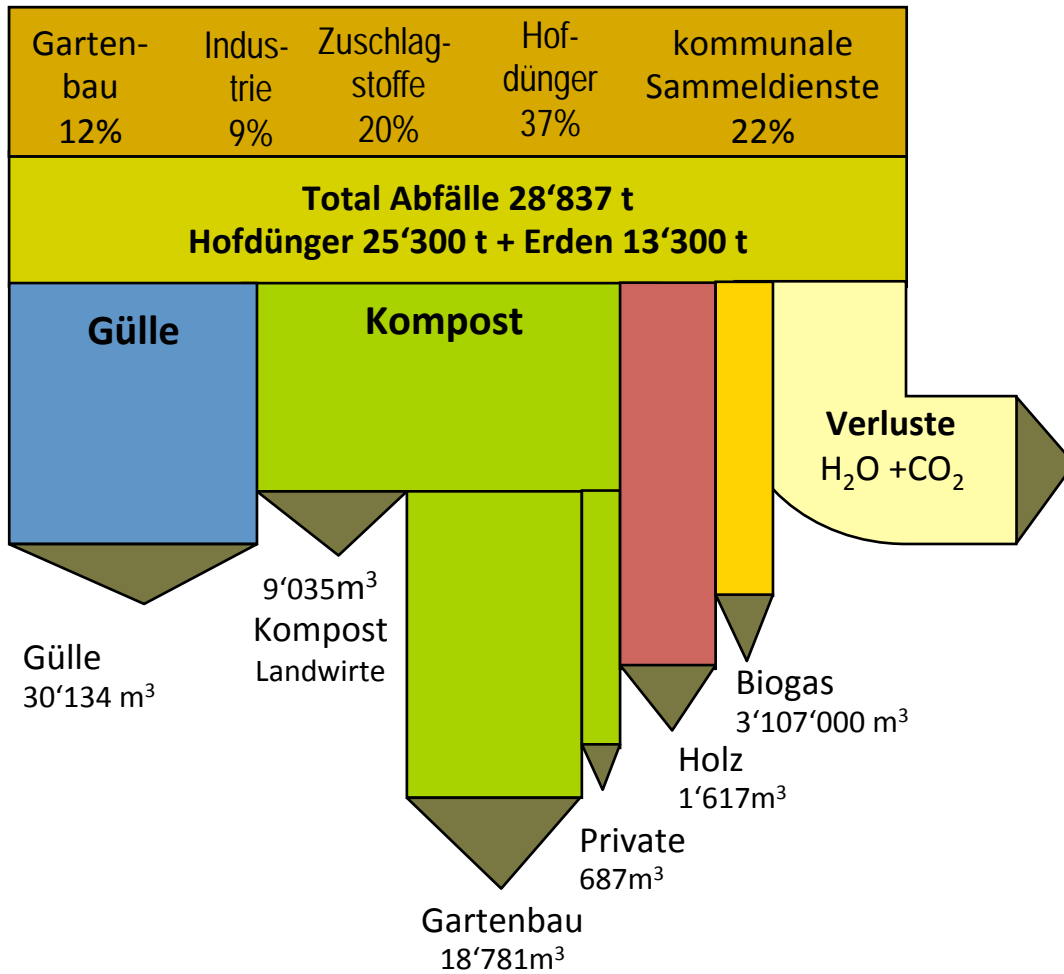 Garten-
bau
12%
Indus-
trie
9%
Zuschlag-
stoffe
20%
Hof-
dünger
37%
kommunale
Sammeldienste
22%
Total Abfälle 28‘837 t
Hofdünger 25‘300 t + Erden 13‘300 t
Gülle
Kompost
Verluste
H₂O +CO₂
Gülle
30‘134 m³
9‘035m³
Kompost
Landwirte
Gartenbau
18‘781m³
Private
687m³
Holz
1‘617m³
Biogas
3‘107‘000 m³